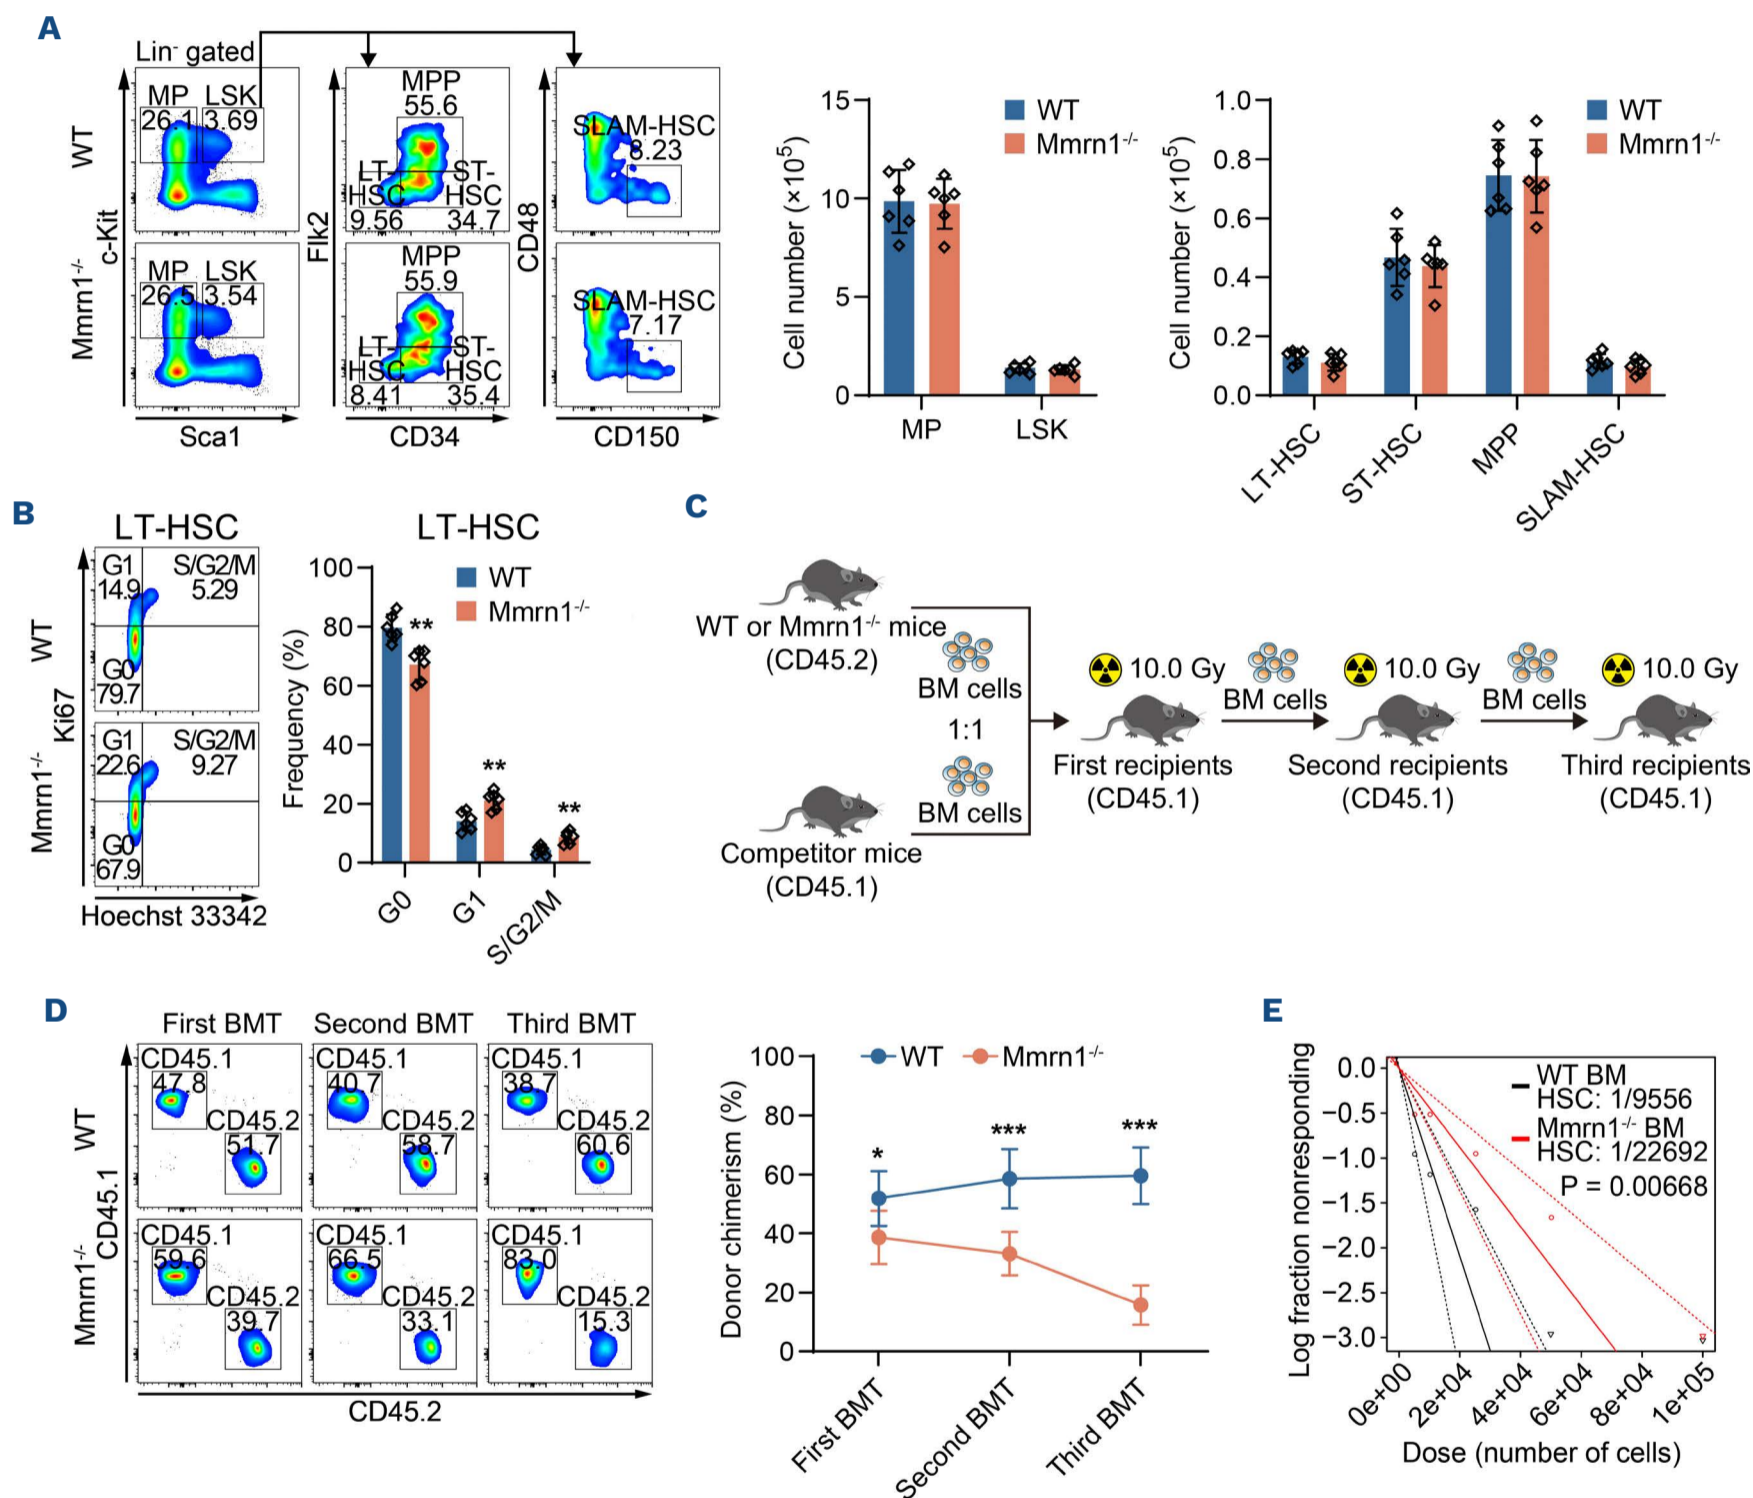 A
Lin- gated
MP
26.1
LSK
3.69
MPP
55.6
LT-
HSC
9.56
ST-
HSC
34.7
SLAM-HSC
8.23
WT
MP
26.5
LSK
3.54
MPP
55.9
LT-
HSC
8.41
ST-
HSC
35.4
SLAM-HSC
7.17
Mmrn1-/-
c-Kit
Flk2
CD48
Sca1
CD34
CD150
Cell number (×10⁵)
15
10
5
0
WT
Mmrn1-/-
MP
LSK
Cell number (×10⁵)
1.0
0.8
0.6
0.4
0.2
0.0
WT
Mmrn1-/-
LT-HSC
ST-HSC
MPP
SLAM-HSC
B
LT-HSC
G1
14.9
S/G2/M
5.29
G0
79.7
WT
G1
22.6
S/G2/M
9.27
G0
67.9
Mmrn1-/-
Ki67
Hoechst 33342
LT-HSC
Frequency (%)
100
80
60
40
20
0
WT
Mmrn1-/-
**
**
**
G0
G1
S/G2/M
C
WT or Mmrn1-/- mice
(CD45.2)
BM cells
1:1
BM cells
Competitor mice
(CD45.1)
10.0 Gy
First recipients
(CD45.1)
BM cells
10.0 Gy
Second recipients
(CD45.1)
BM cells
10.0 Gy
Third recipients
(CD45.1)
D
First BMT
Second BMT
Third BMT
WT
CD45.1
47.8
CD45.2
51.7
CD45.1
40.7
CD45.2
58.7
CD45.1
38.7
CD45.2
60.6
Mmrn1-/-
CD45.1
59.6
CD45.2
39.7
CD45.1
66.5
CD45.2
33.1
CD45.1
83.0
CD45.2
15.3
CD45.1
CD45.2
Donor chimerism (%)
100
80
60
40
20
0
WT
Mmrn1-/-
*
***
***
First BMT
Second BMT
Third BMT
E
Log fraction nonresponding
0.0
−0.5
−1.0
−1.5
−2.0
−2.5
−3.0
WT BM
HSC: 1/9556
Mmrn1-/- BM
HSC: 1/22692
P = 0.00668
0e+00
2e+04
4e+04
6e+04
8e+04
1e+05
Dose (number of cells)